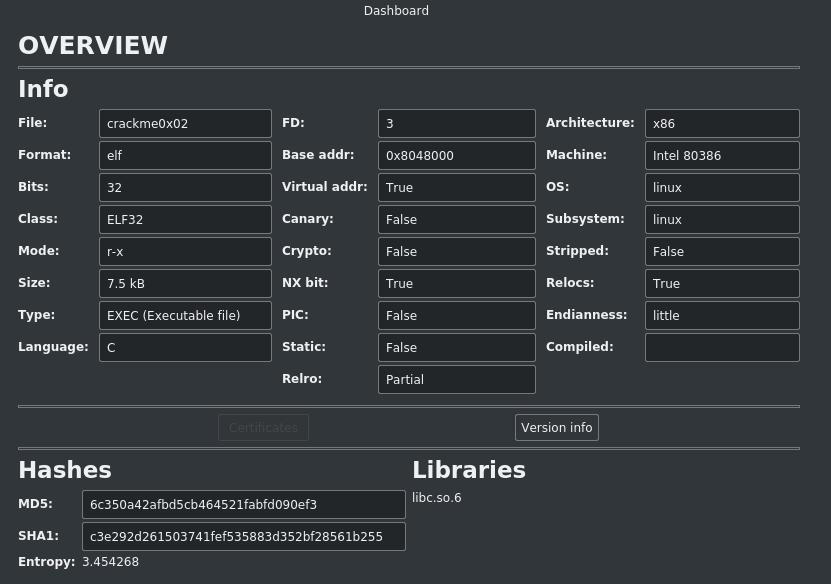 Dashboard
OVERVIEW
Info
File: crackme0x02 FD: 3 Architecture: x86
Format: elf Base addr: 0x8048000 Machine: Intel 80386
Bits: 32 Virtual addr: True OS: linux
Class: ELF32 Canary: False Subsystem: linux
Mode: r-x Crypto: False Stripped: False
Size: 7.5 kB NX bit: True Relocs: True
Type: EXEC (Executable file) PIC: False Endianness: little
Language: C Static: False Compiled:
Relro: Partial
Certificates Version info
Hashes Libraries
MD5: 6c350a42afbd5cb464521fabfd090ef3 libc.so.6
SHA1: c3e292d261503741fef535883d352bf28561b255
Entropy: 3.454268